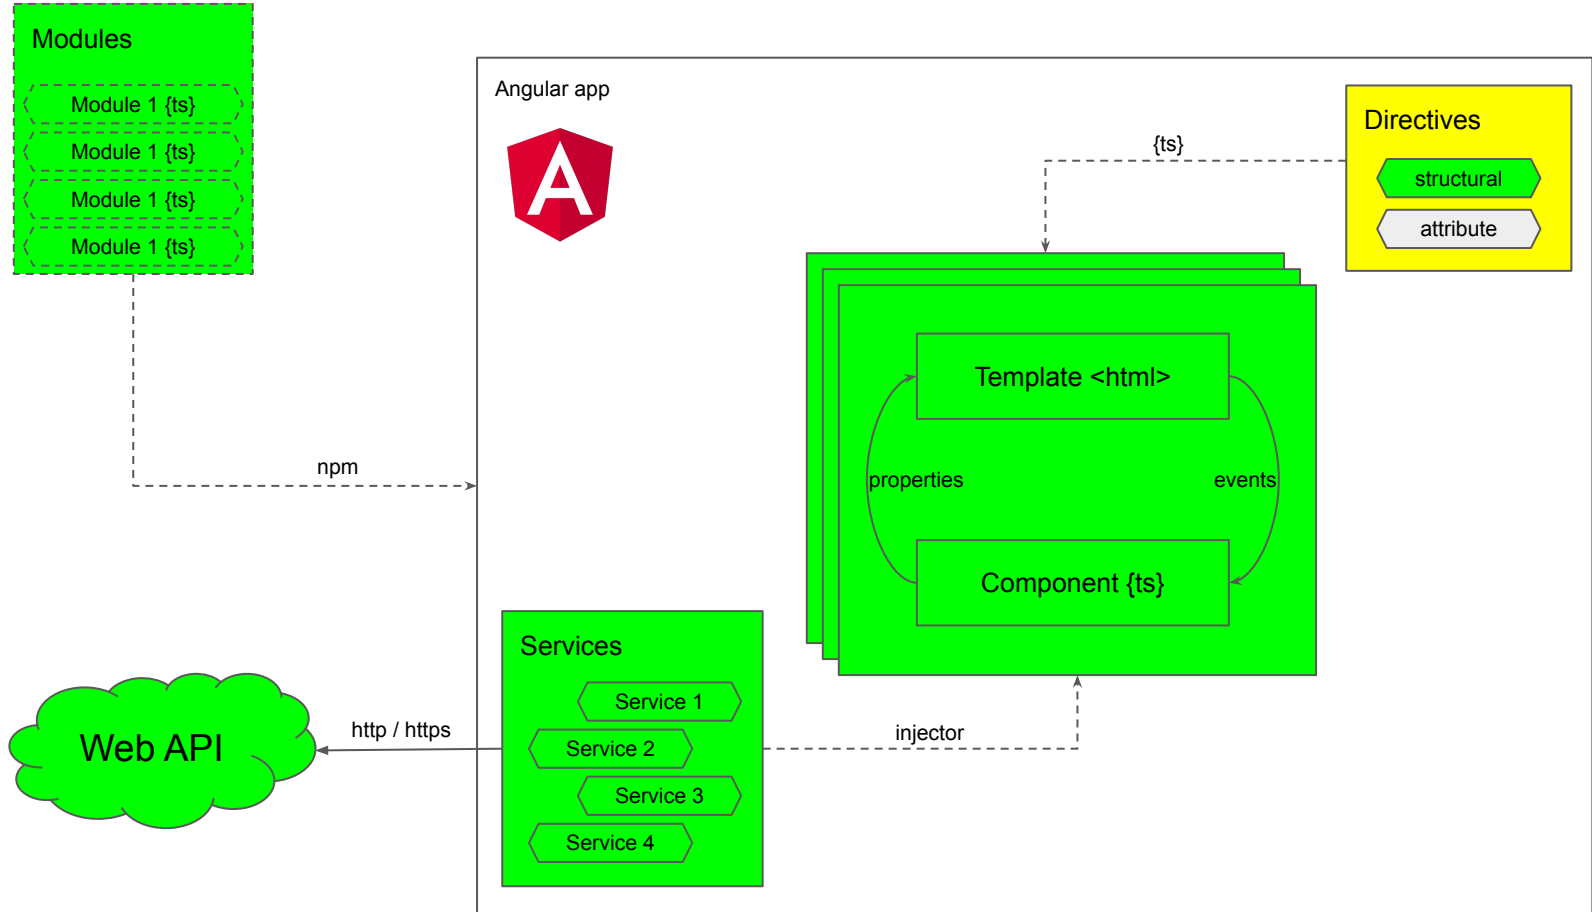 Modules
Module 1 {ts}
Module 1 {ts}
Module 1 {ts}
Module 1 {ts}
npm
Angular app
A
{ts}
Directives
structural
attribute
Template <html>
properties
events
Component {ts}
Services
Service 1
Service 2
Service 3
Service 4
injector
http / https
Web API